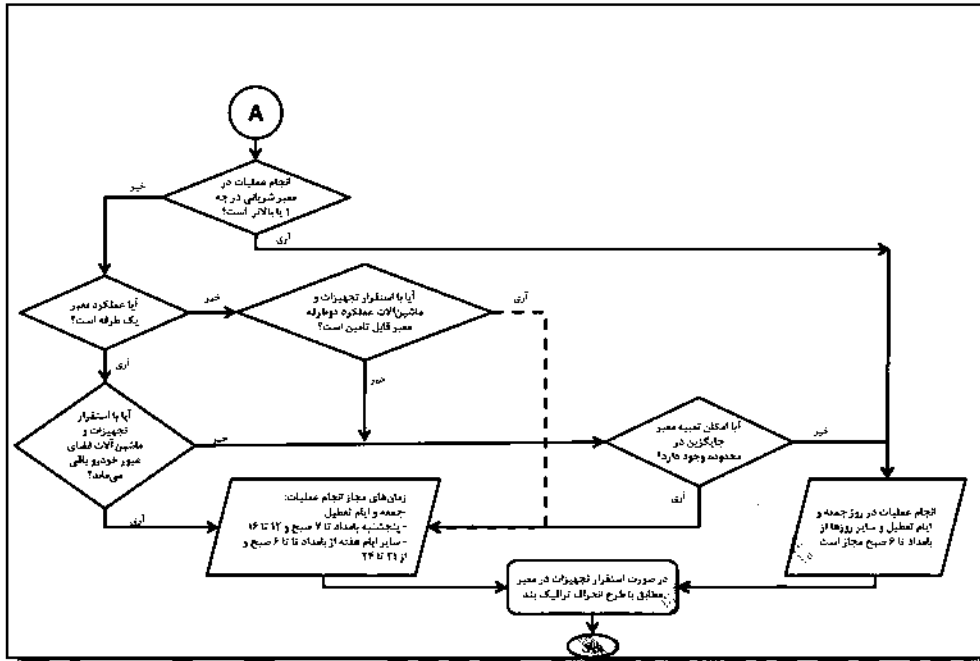 A
انجام عملیات در
معبر شریانی درجه
۱ یا بالاتر است؟
خیر
آری
آیا عملکرد معبر
یک طرفه است؟
خیر
آری
آیا با استقرار تجهیزات و
ماشین‌آلات عملکرد دوطرفه
معبر قابل تامین است؟
آری
خیر
آیا با استقرار
تجهیزات و
ماشین آلات فضای
عبور خودرو باقی
می‌ماند؟
خیر
آری
آیا امکان تعبیه معبر
جایگزین در
محدوده وجود دارد؟
خیر
آری
زمان‌های مجاز انجام عملیات:
-جمعه و ایام تعطیل
- پنجشنبه بامداد تا ۷ صبح و ۱۲ تا ۱۶
- سایر ایام هفته از بامداد تا ۶ صبح و
از ۲۱ تا ۲۴
انجام عملیات در روز جمعه و
ایام تعطیل و سایر روزها از
بامداد تا ۶ صبح مجاز است
در صورت استقرار تجهیزات در معبر
مطابق با طرح انحراف ترافیک بند